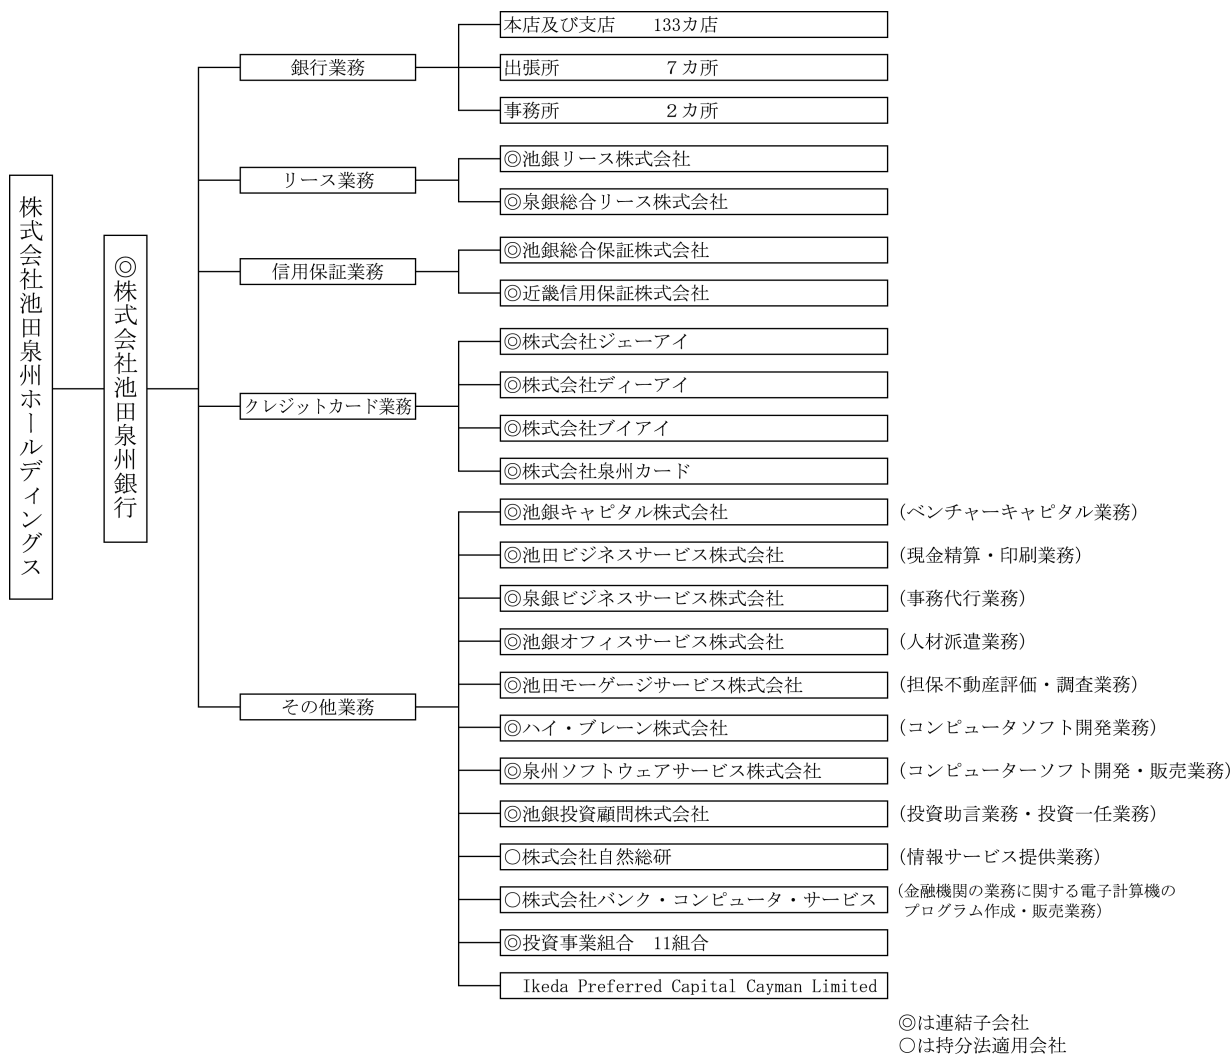 株式会社池田泉州ホールディングス
◎株式会社池田泉州銀行
銀行業務
本店及び支店 133カ店
出張所 7カ所
事務所 2カ所
リース業務
◎池銀リース株式会社
◎泉銀総合リース株式会社
信用保証業務
◎池銀総合保証株式会社
◎近畿信用保証株式会社
クレジットカード業務
◎株式会社ジェーアイ
◎株式会社ディーアイ
◎株式会社ブイアイ
◎株式会社泉州カード
その他業務
◎池銀キャピタル株式会社 (ベンチャーキャピタル業務)
◎池田ビジネスサービス株式会社 (現金精算・印刷業務)
◎泉銀ビジネスサービス株式会社 (事務代行業務)
◎池銀オフィスサービス株式会社 (人材派遣業務)
◎池田モーゲージサービス株式会社 (担保不動産評価・調査業務)
◎ハイ・ブレーン株式会社 (コンピュータソフト開発業務)
◎泉州ソフトウェアサービス株式会社 (コンピューターソフト開発・販売業務)
◎池銀投資顧問株式会社 (投資助言業務・投資一任業務)
○株式会社自然総研 (情報サービス提供業務)
○株式会社バンク・コンピュータ・サービス (金融機関の業務に関する電子計算機の
プログラム作成・販売業務)
◎投資事業組合 11組合
Ikeda Preferred Capital Cayman Limited
◎は連結子会社
○は持分法適用会社